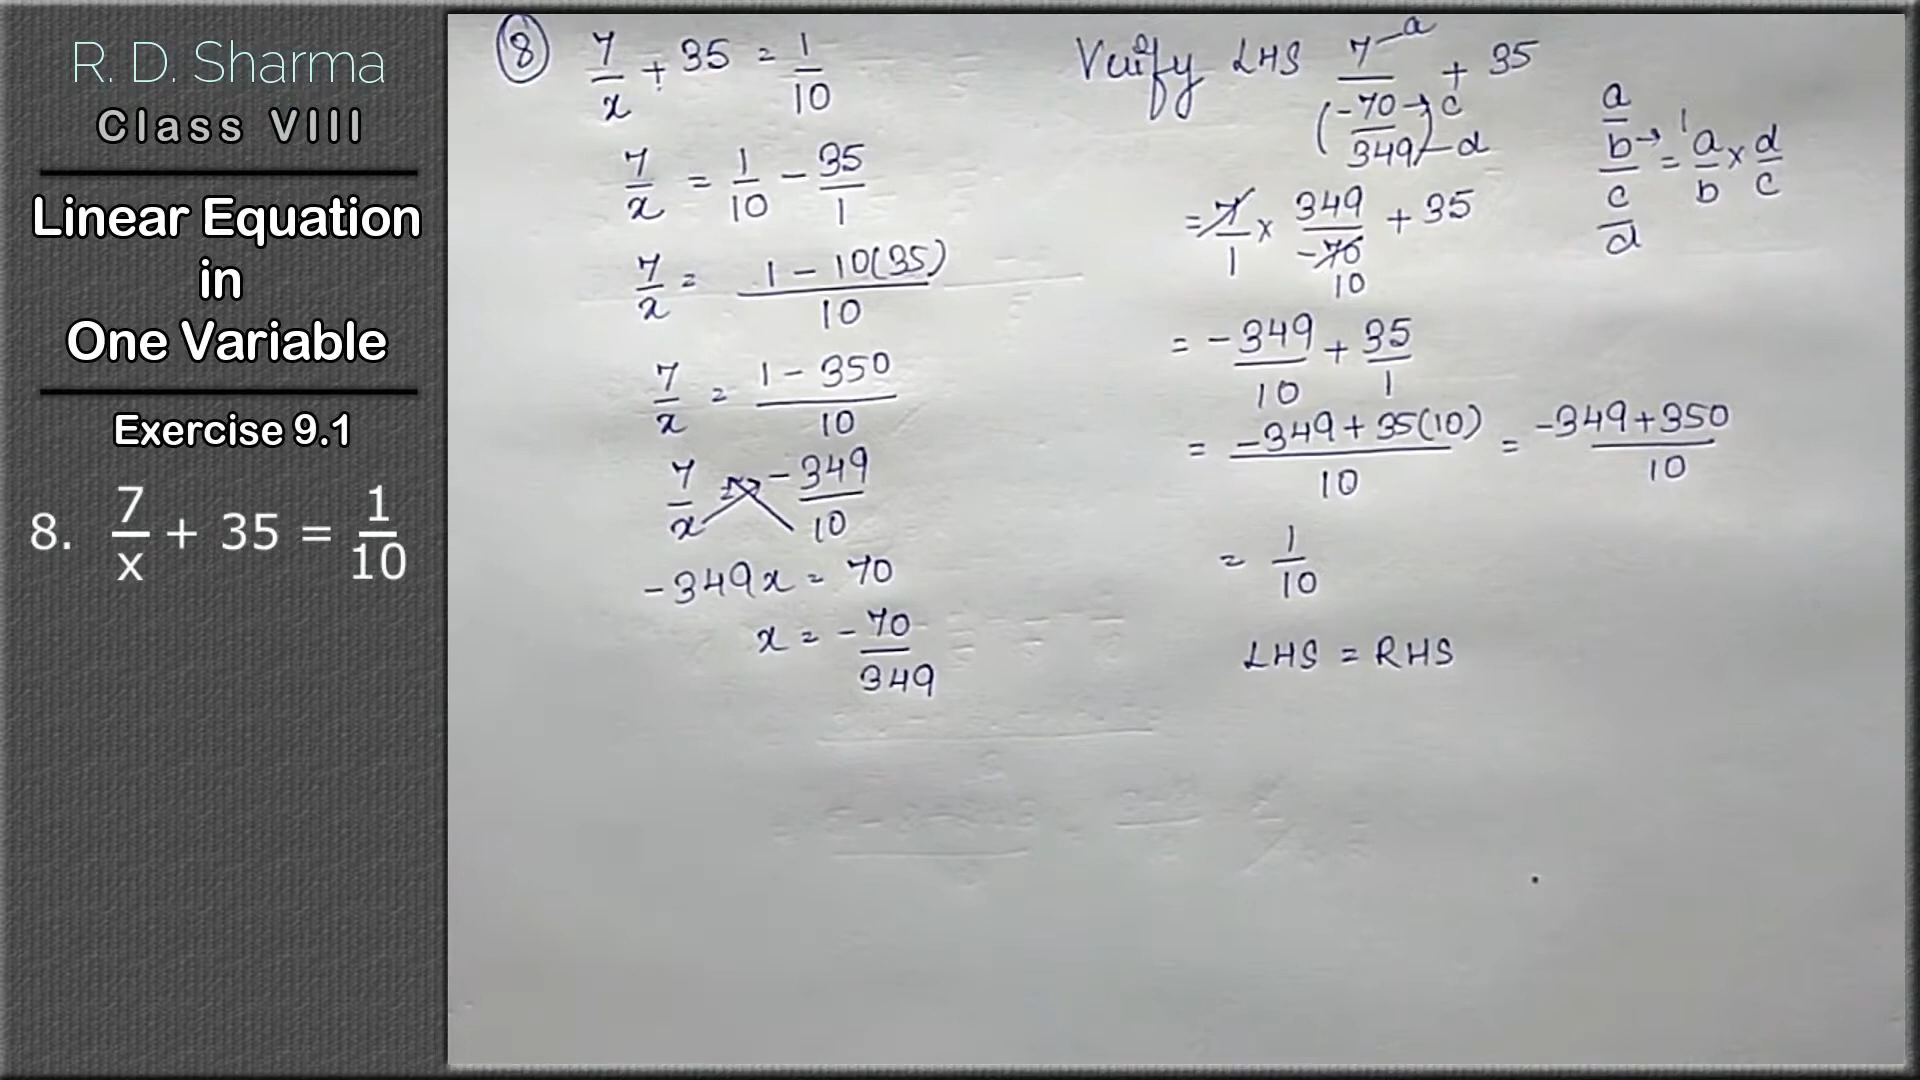 R. D. Sharma
Class VIII
Linear Equation
in
One Variable
Exercise 9.1
8. 7/x + 35 = 1/10
(8) 7/x + 35 = 1/10
7/x = 1/10 - 35/1
7/x = (1 - 10(35))/10
7/x = (1 - 350)/10
7/x = -349/10
-349x = 70
x = -70/349
Verify LHS 7 - a/(-70/349) → c - d + 35
a/b/c/d → 1 = a/b × d/c
= 7/1 × 349/-70 10 + 35
= -349/10 + 35/1
= (-349 + 35(10))/10 = (-349 + 350)/10
= 1/10
LHS = RHS